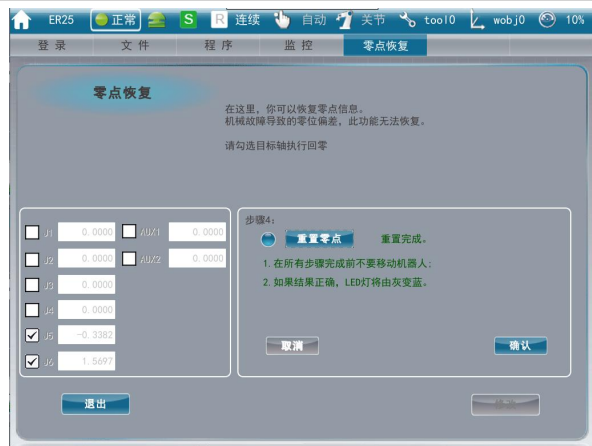 ER25 正常 S R 连续 自动 关节 tool0 wobj0 10%
登录 文件 程序 监控 零点恢复
零点恢复
在这里，你可以恢复零点信息。
机械故障导致的零位偏差，此功能无法恢复。
请勾选目标轴执行回零
J1 0.0000 AUX1 0.0000
J2 0.0000 AUX2 0.0000
J3 0.0000
J4 0.0000
J5 -0.3382
J6 1.5697
步骤4:
重置零点 重置完成。
1.在所有步骤完成前不要移动机器人;
2.如果结果正确，LED灯将由灰变蓝。
取消 确认
退出